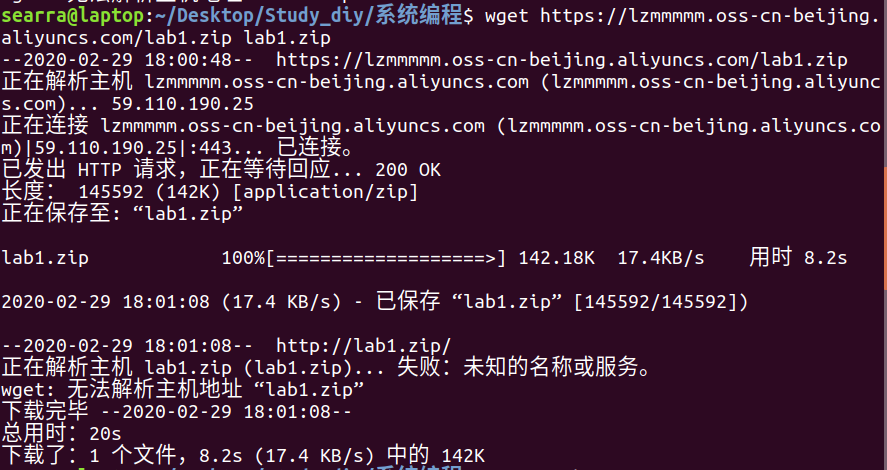 searra@laptop:~/Desktop/Study_diy/系统编程$ wget https://lzmmmmm.oss-cn-beijing.
aliyuncs.com/lab1.zip lab1.zip
--2020-02-29 18:00:48--  https://lzmmmmm.oss-cn-beijing.aliyuncs.com/lab1.zip
正在解析主机 lzmmmmm.oss-cn-beijing.aliyuncs.com (lzmmmmm.oss-cn-beijing.aliyunc
s.com)... 59.110.190.25
正在连接 lzmmmmm.oss-cn-beijing.aliyuncs.com (lzmmmmm.oss-cn-beijing.aliyuncs.co
m)|59.110.190.25|:443... 已连接。
已发出 HTTP 请求，正在等待回应... 200 OK
长度： 145592 (142K) [application/zip]
正在保存至: “lab1.zip”
lab1.zip            100%[===================>] 142.18K  17.4KB/s    用时 8.2s
2020-02-29 18:01:08 (17.4 KB/s) - 已保存 “lab1.zip” [145592/145592])
--2020-02-29 18:01:08--  http://lab1.zip/
正在解析主机 lab1.zip (lab1.zip)... 失败：未知的名称或服务。
wget: 无法解析主机地址 “lab1.zip”
下载完毕 --2020-02-29 18:01:08--
总用时：20s
下载了：1 个文件，8.2s (17.4 KB/s) 中的 142K